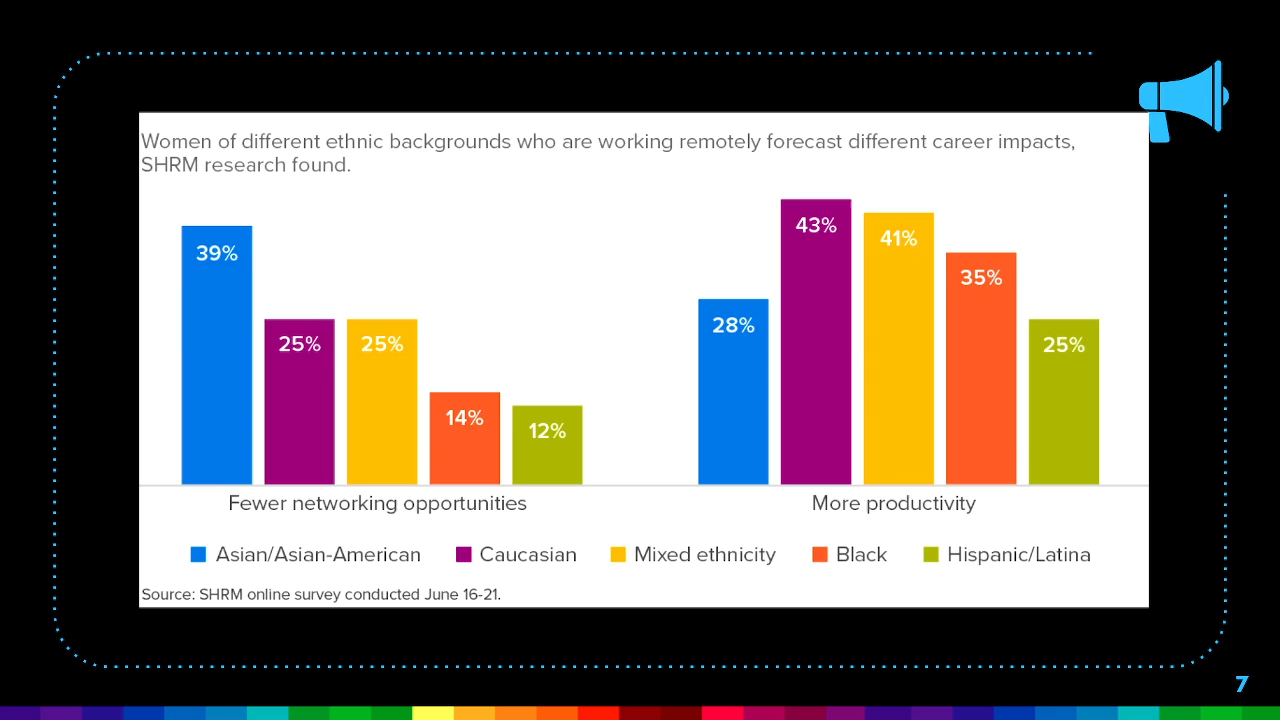 Women of different ethnic backgrounds who are working remotely forecast different career impacts,
SHRM research found.
39%
25%
25%
14%
12%
28%
43%
41%
35%
25%
Fewer networking opportunities
More productivity
Asian/Asian-American
Caucasian
Mixed ethnicity
Black
Hispanic/Latina
Source: SHRM online survey conducted June 16-21.
7